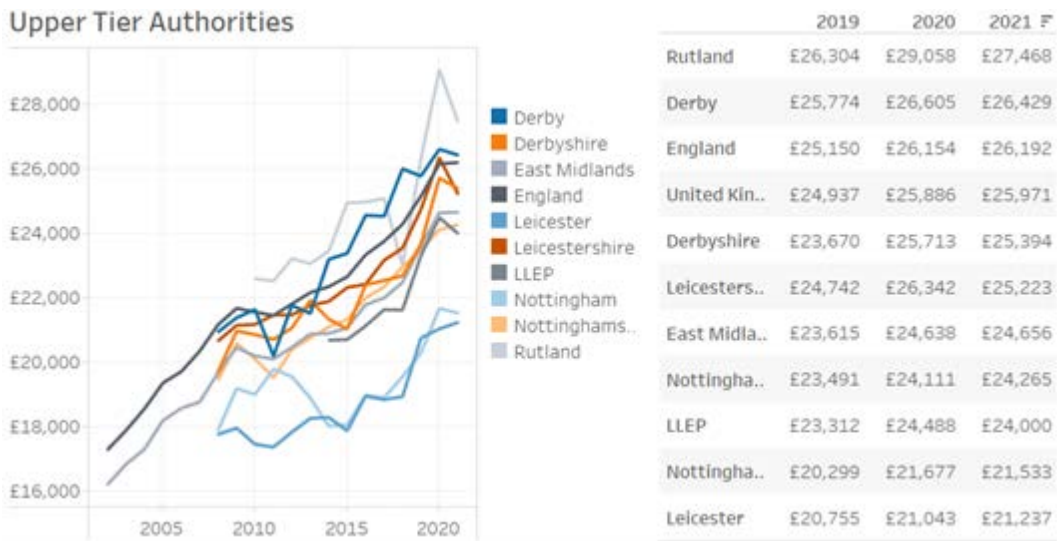 Upper Tier Authorities
£28,000
£26,000
£24,000
£22,000
£20,000
£18,000
£16,000
2005 2010 2015 2020
Derby
Derbyshire
East Midlands
England
Leicester
Leicestershire
LLEP
Nottingham
Nottinghams..
Rutland
2019 2020 2021
Rutland £26,304 £29,058 £27,468
Derby £25,774 £26,605 £26,429
England £25,150 £26,154 £26,192
United Kin.. £24,937 £25,886 £25,971
Derbyshire £23,670 £25,713 £25,394
Leicesters.. £24,742 £26,342 £25,223
East Midla.. £23,615 £24,638 £24,656
Nottingha.. £23,491 £24,111 £24,265
LLEP £23,312 £24,488 £24,000
Nottingha.. £20,299 £21,677 £21,533
Leicester £20,755 £21,043 £21,237